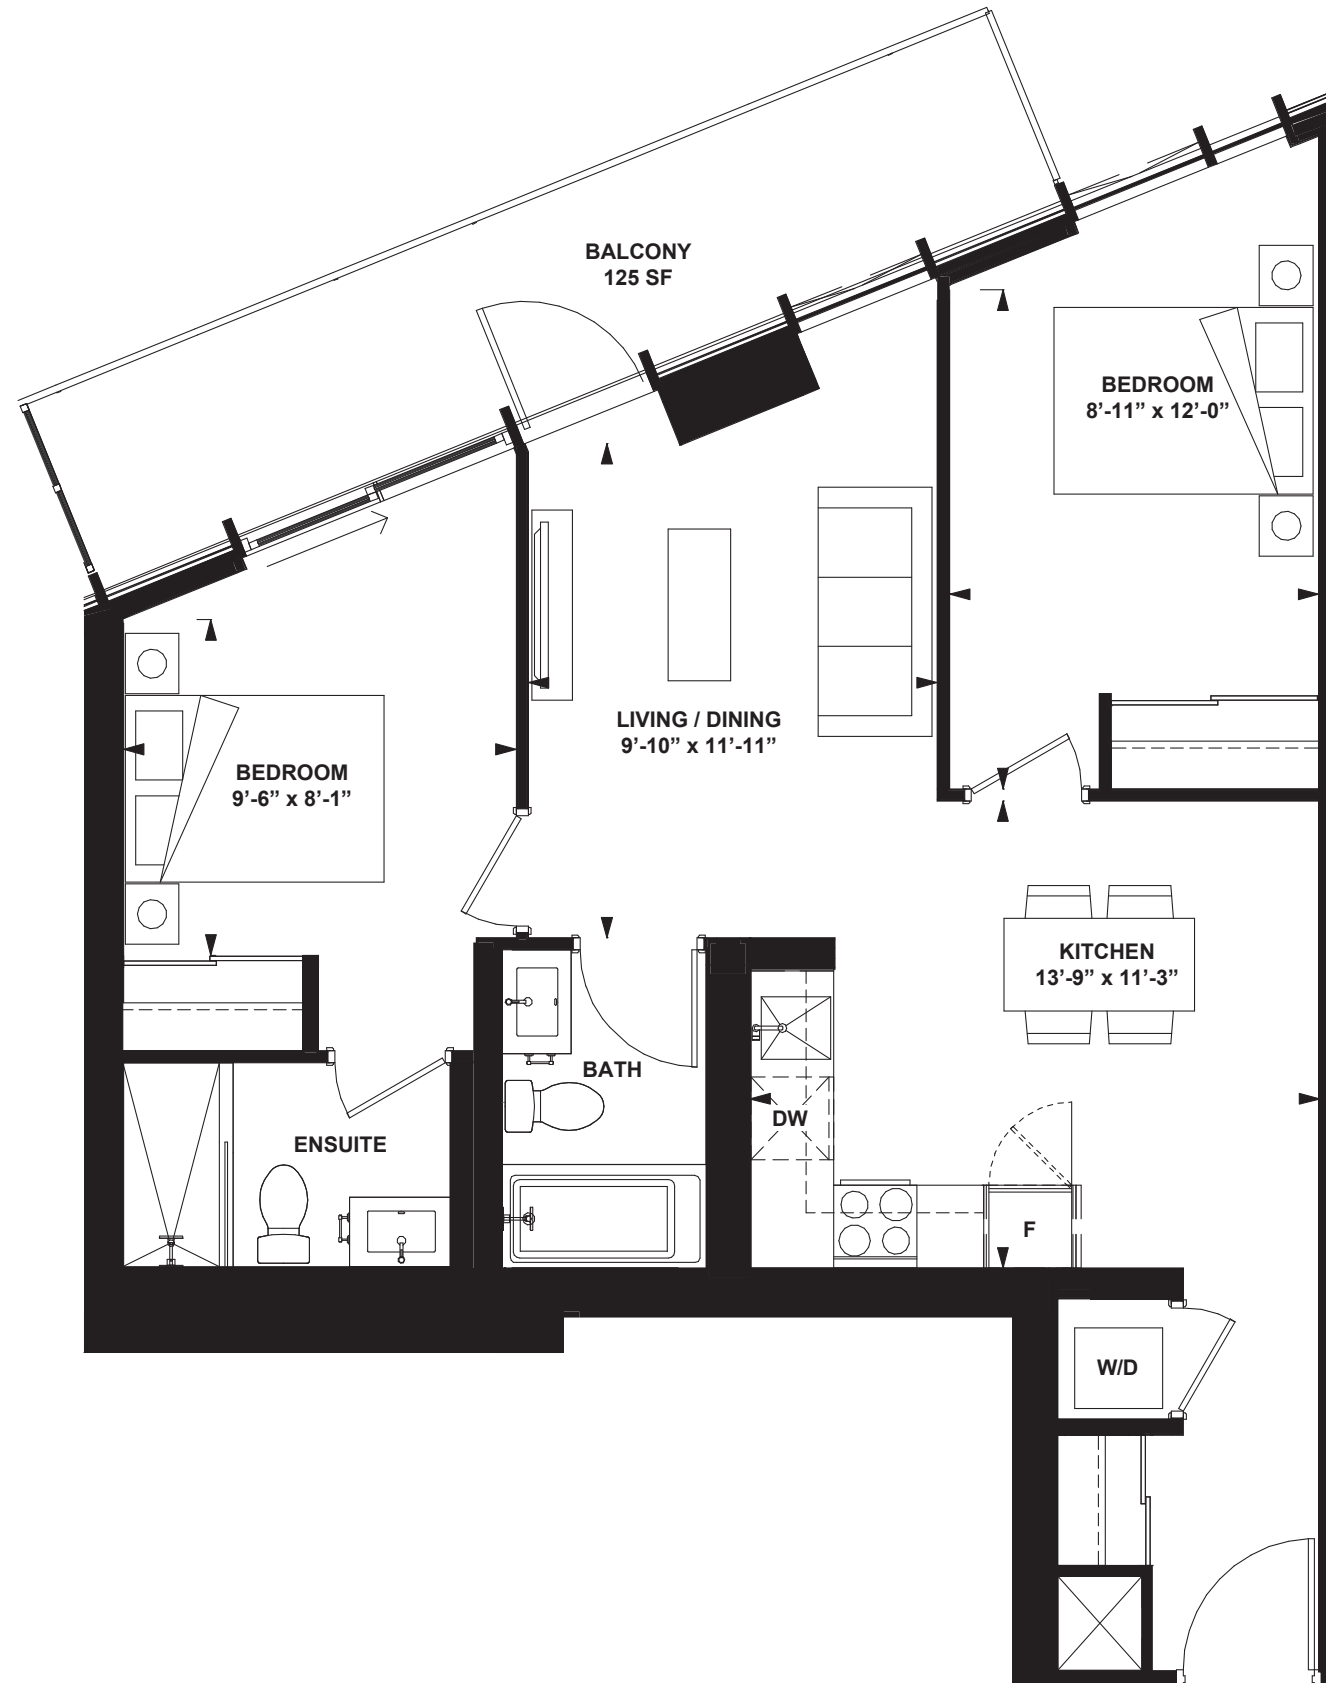 BALCONY
125 SF
BEDROOM
8’-11” x 12’-0”
LIVING / DINING
9’-10” x 11’-11”
BEDROOM
9’-6” x 8’-1”
KITCHEN
13’-9” x 11’-3”
BATH
DW
ENSUITE
F
W/D